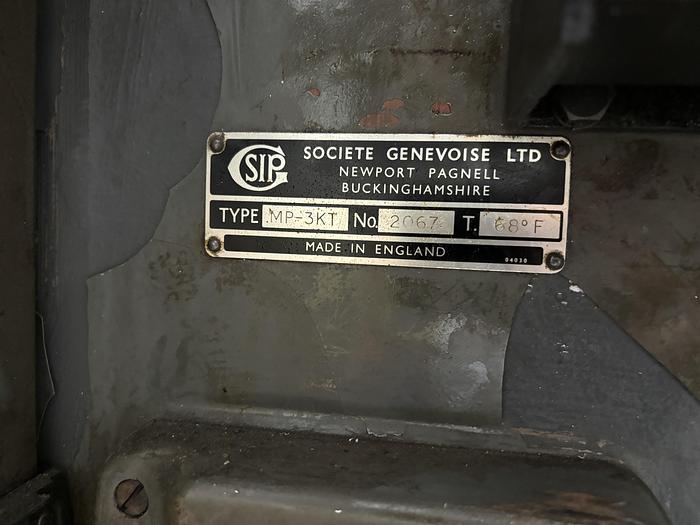 SIP SOCIETE GENEVOISE LTD
NEWPORT PAGNELL
BUCKINGHAMSHIRE
TYPE MP-3KT No. 2067 T. 68° F
MADE IN ENGLAND
04030